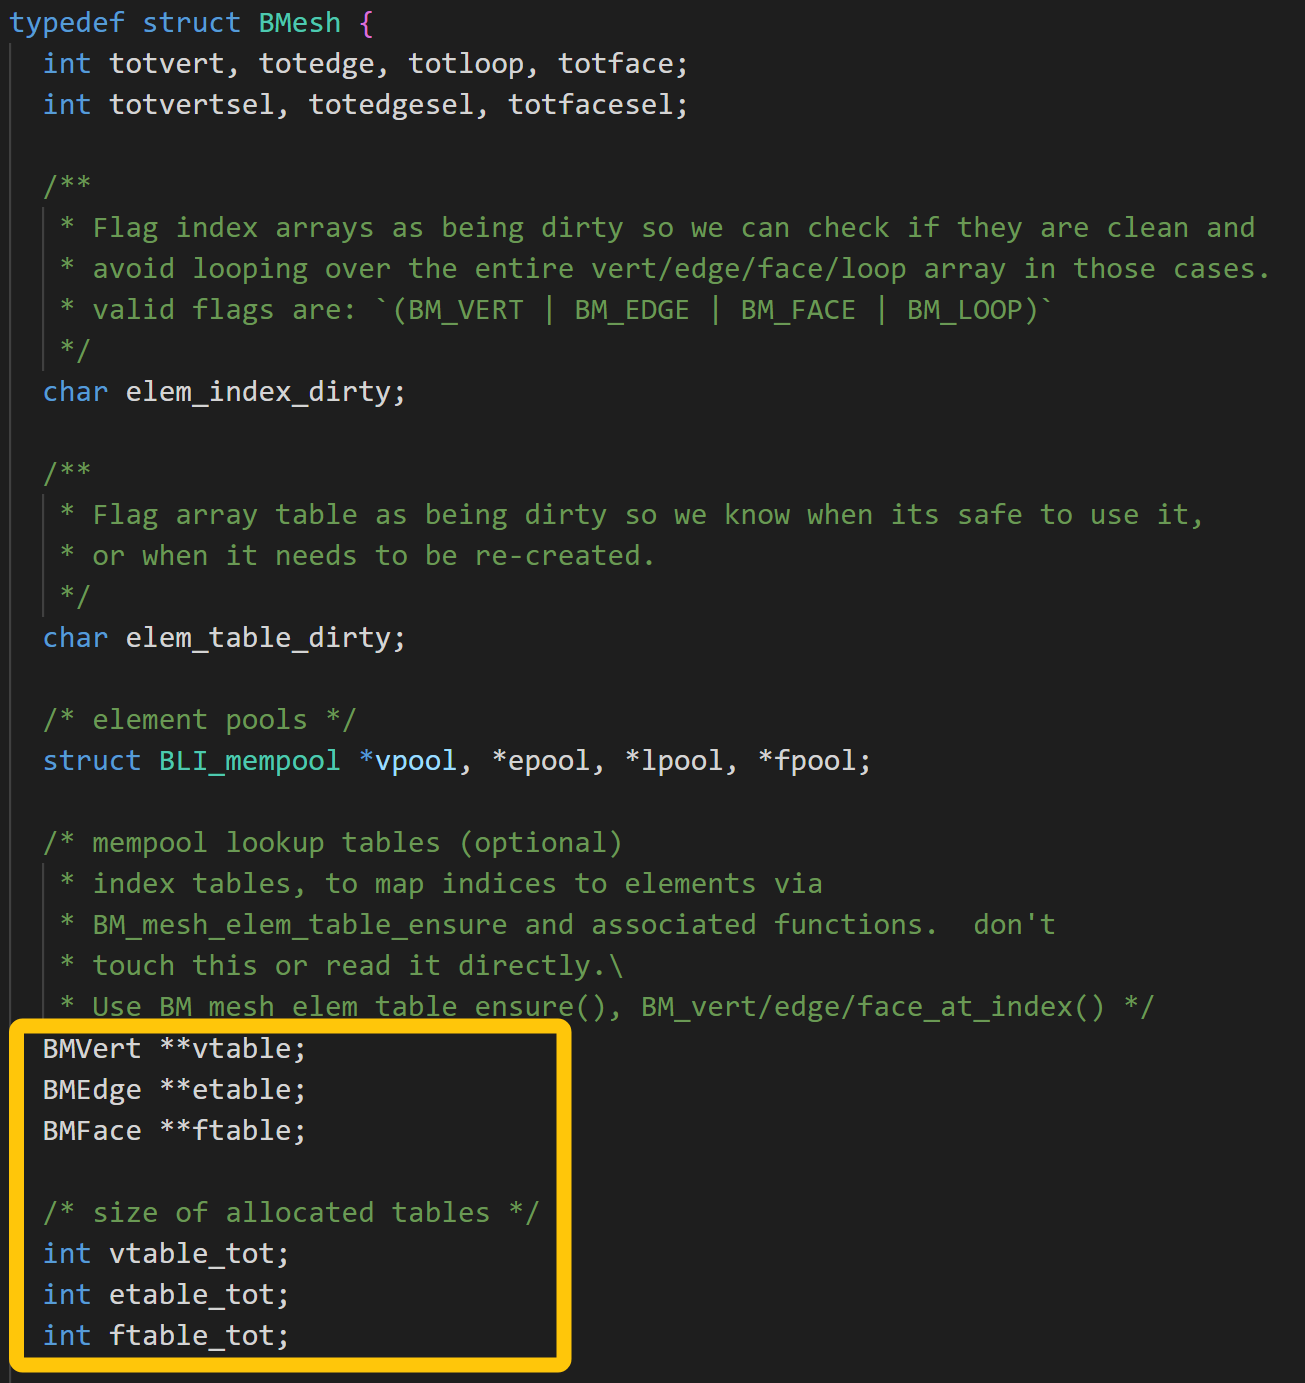 typedef struct BMesh {
int totvert, totedge, totloop, totface;
int totvertsel, totedgesel, totfacesel;
/**
* Flag index arrays as being dirty so we can check if they are clean and
* avoid looping over the entire vert/edge/face/loop array in those cases.
* valid flags are: `(BM_VERT | BM_EDGE | BM_FACE | BM_LOOP)`
*/
char elem_index_dirty;
/**
* Flag array table as being dirty so we know when its safe to use it,
* or when it needs to be re-created.
*/
char elem_table_dirty;
/* element pools */
struct BLI_mempool *vpool, *epool, *lpool, *fpool;
/* mempool lookup tables (optional)
* index tables, to map indices to elements via
* BM_mesh_elem_table_ensure and associated functions.  don't
* touch this or read it directly.\
* Use BM_mesh_elem_table_ensure(), BM_vert/edge/face_at_index() */
BMVert **vtable;
BMEdge **etable;
BMFace **ftable;
/* size of allocated tables */
int vtable_tot;
int etable_tot;
int ftable_tot;